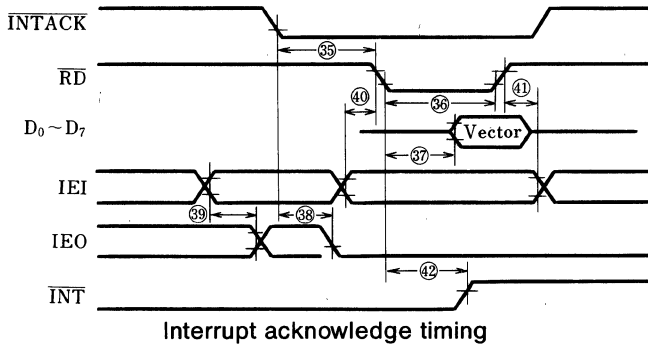 INTACK
㉟
RD
㊵ ㊱ ㊶
D₀~D₇ Vector
㊲
IEI
㊴ ㊳
IEO
㊷
INT
Interrupt acknowledge timing